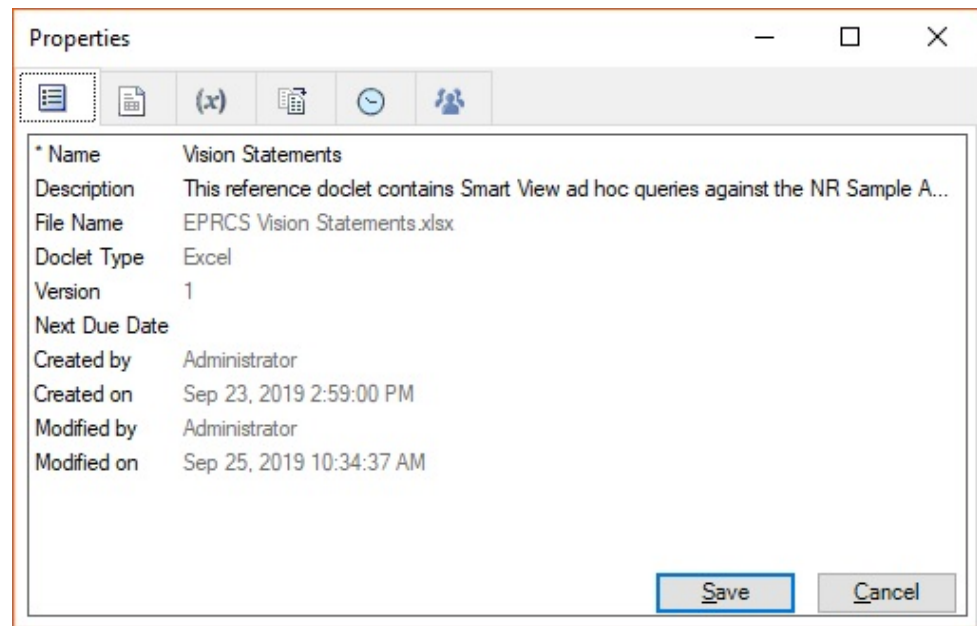 Properties
(x)
* Name Vision Statements
Description This reference doclet contains Smart View ad hoc queries against the NR Sample A...
File Name EPRCS Vision Statements.xlsx
Doclet Type Excel
Version 1
Next Due Date
Created by Administrator
Created on Sep 23, 2019 2:59:00 PM
Modified by Administrator
Modified on Sep 25, 2019 10:34:37 AM
Save Cancel